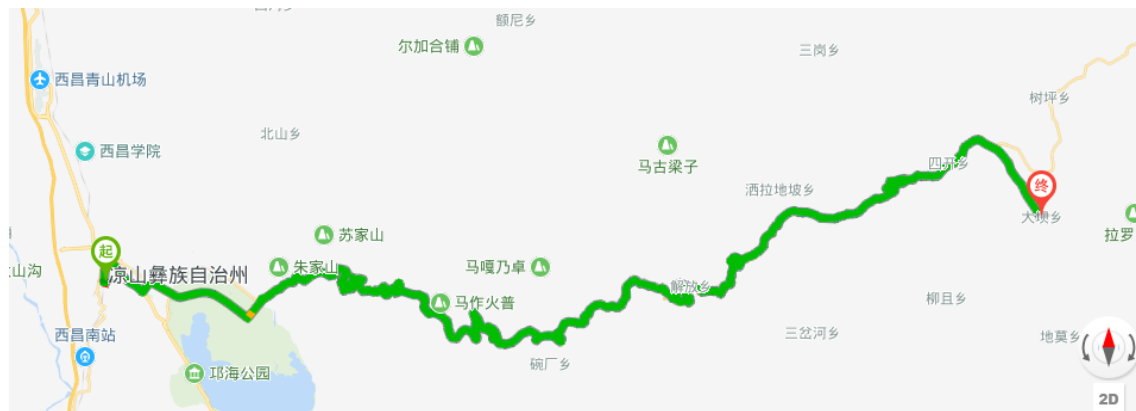 额尼乡
尔加合铺
三岗乡
西昌青山机场
树坪乡
北山乡
西昌学院
马古梁子
四开乡
洒拉地坡乡
终
大坝乡
苏家山
拉罗
起
凉山彝族自治州
朱家山
马嘎乃卓
山沟
解放乡
马作火普
柳且乡
西昌南站
三岔河乡
地莫乡
碗厂乡
邛海公园
2D